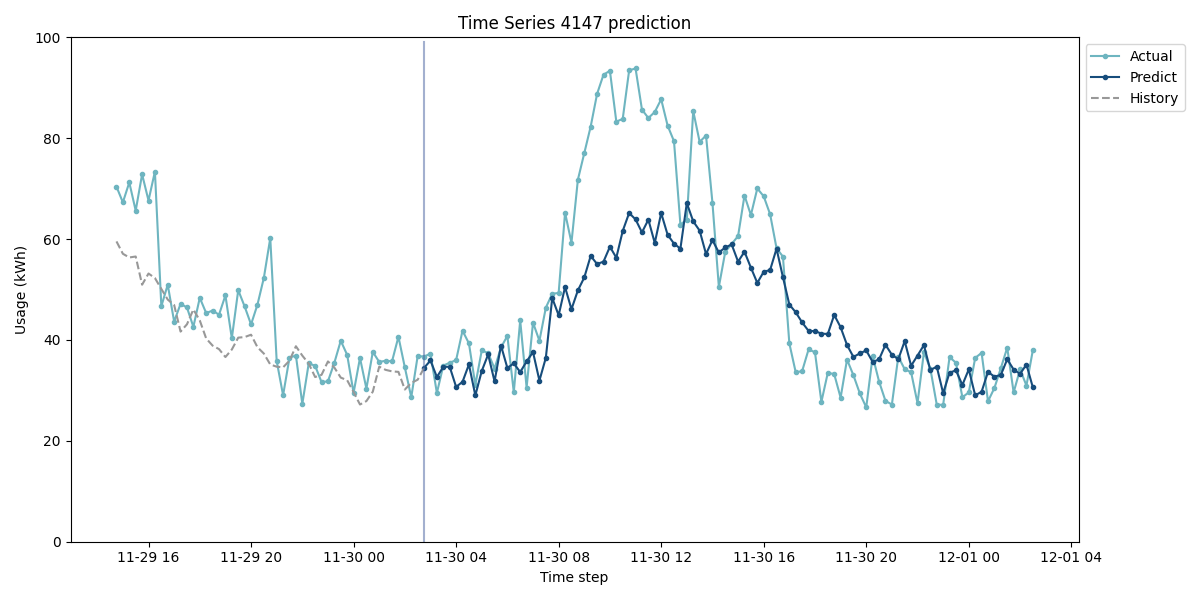 Time Series 4147 prediction
Usage (kWh)
100
80
60
40
20
0
11-29 16
11-29 20
11-30 00
11-30 04
11-30 08
11-30 12
11-30 16
11-30 20
12-01 00
12-01 04
Time step
Actual
Predict
History